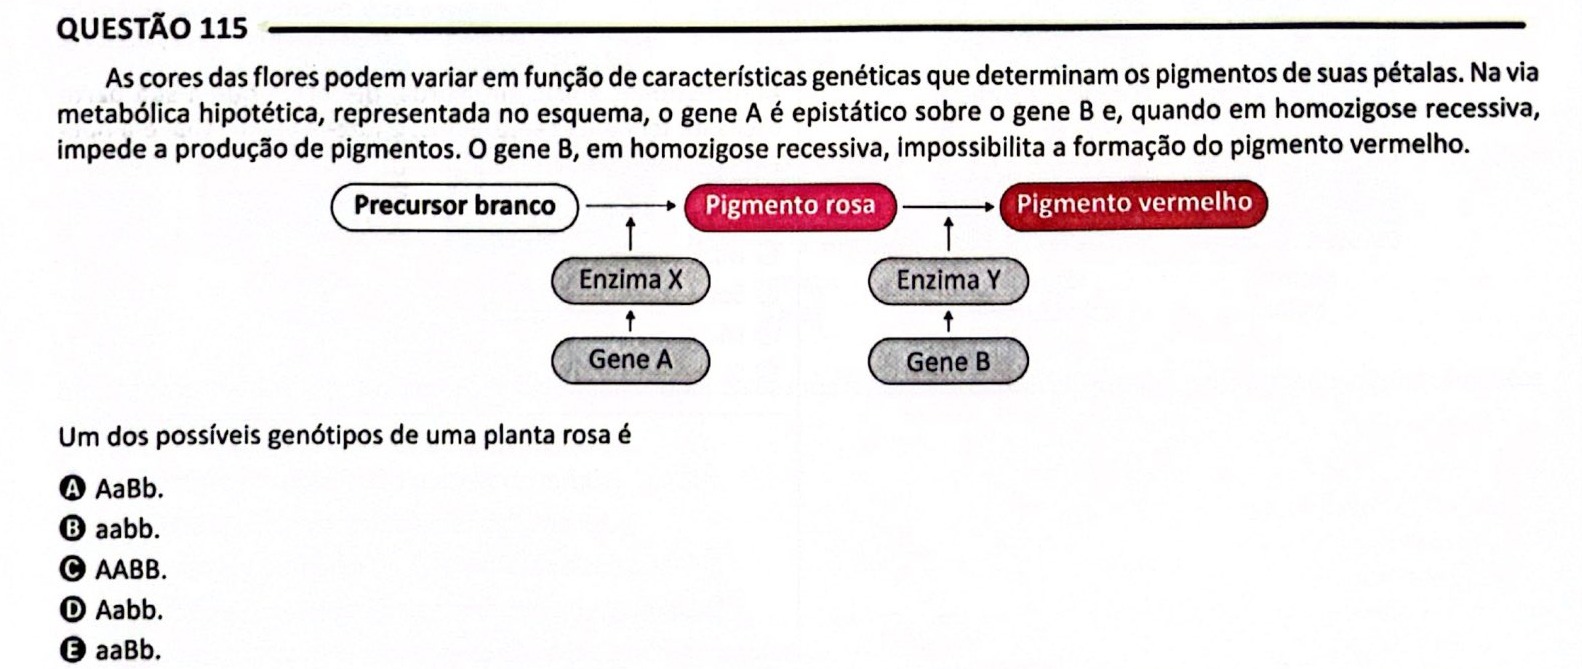 QUESTÃO 115
As cores das flores podem variar em função de características genéticas que determinam os pigmentos de suas pétalas. Na via
metabólica hipotética, representada no esquema, o gene A é epistático sobre o gene B e, quando em homozigose recessiva,
impede a produção de pigmentos. O gene B, em homozigose recessiva, impossibilita a formação do pigmento vermelho.
Precursor branco Pigmento rosa Pigmento vermelho
Enzima X Enzima Y
Gene A Gene B
Um dos possíveis genótipos de uma planta rosa é
A AaBb.
B aabb.
C AABB.
D Aabb.
E aaBb.